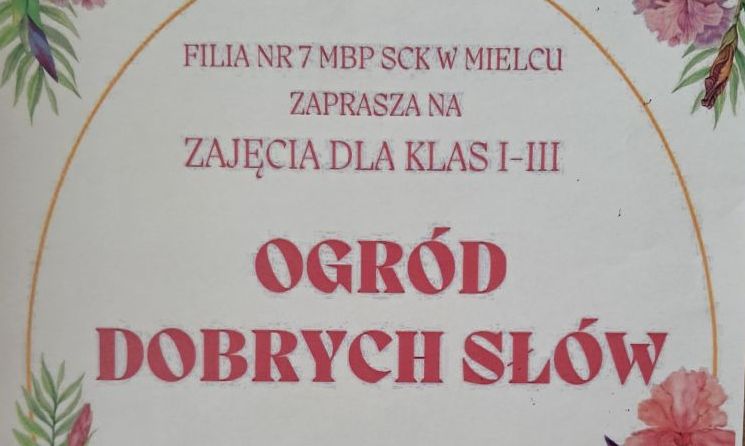 FILIA NR 7 MBP SCK W MIELCU
ZAPRASZA NA
ZAJĘCIA DLA KLAS I-III
OGRÓD
DOBRYCH SŁÓW